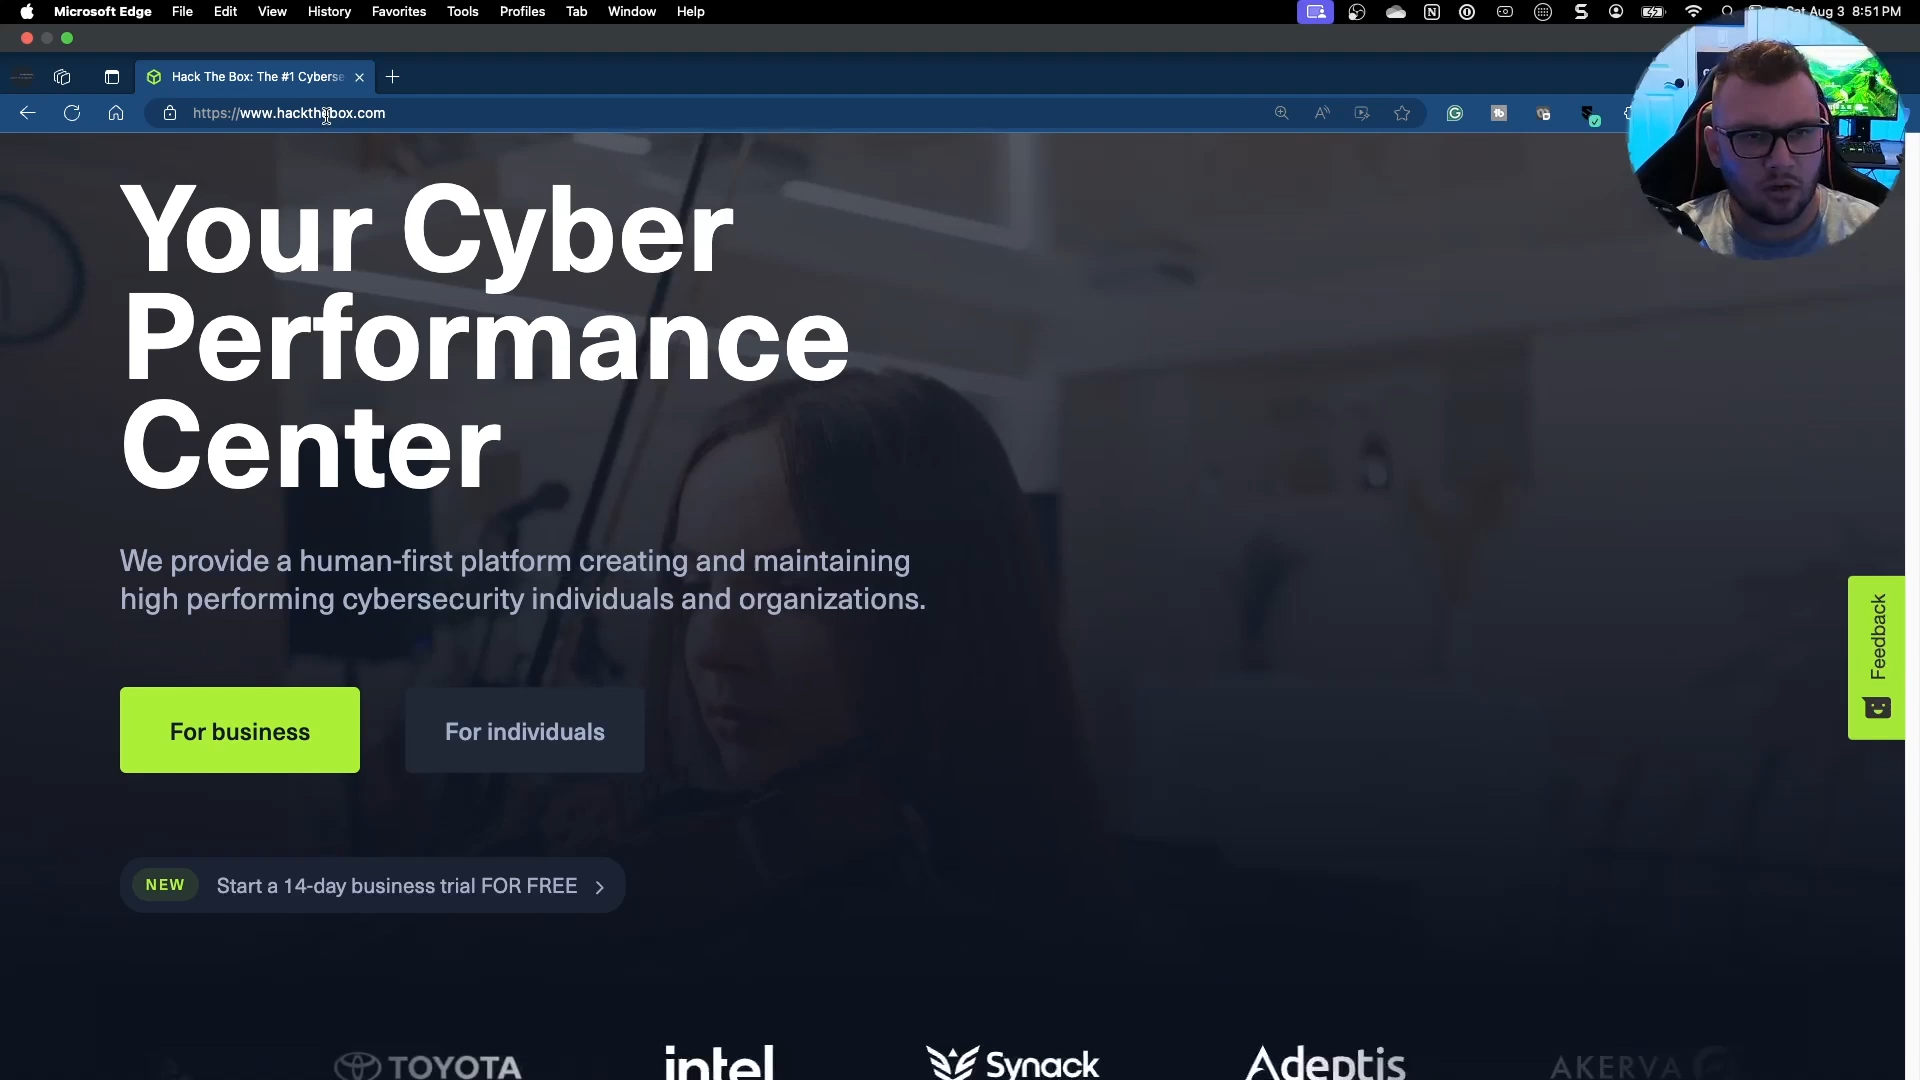 Microsoft Edge File Edit View History Favorites Tools Profiles Tab Window Help
Sat Aug 3 8:51 PM
Hack The Box: The #1 Cyberse
https://www.hackthebox.com
Your Cyber
Performance
Center
We provide a human-first platform creating and maintaining
high performing cybersecurity individuals and organizations.
For business
For individuals
NEW Start a 14-day business trial FOR FREE
Feedback
TOYOTA
intel
Synack
Adeptis
AKERVA